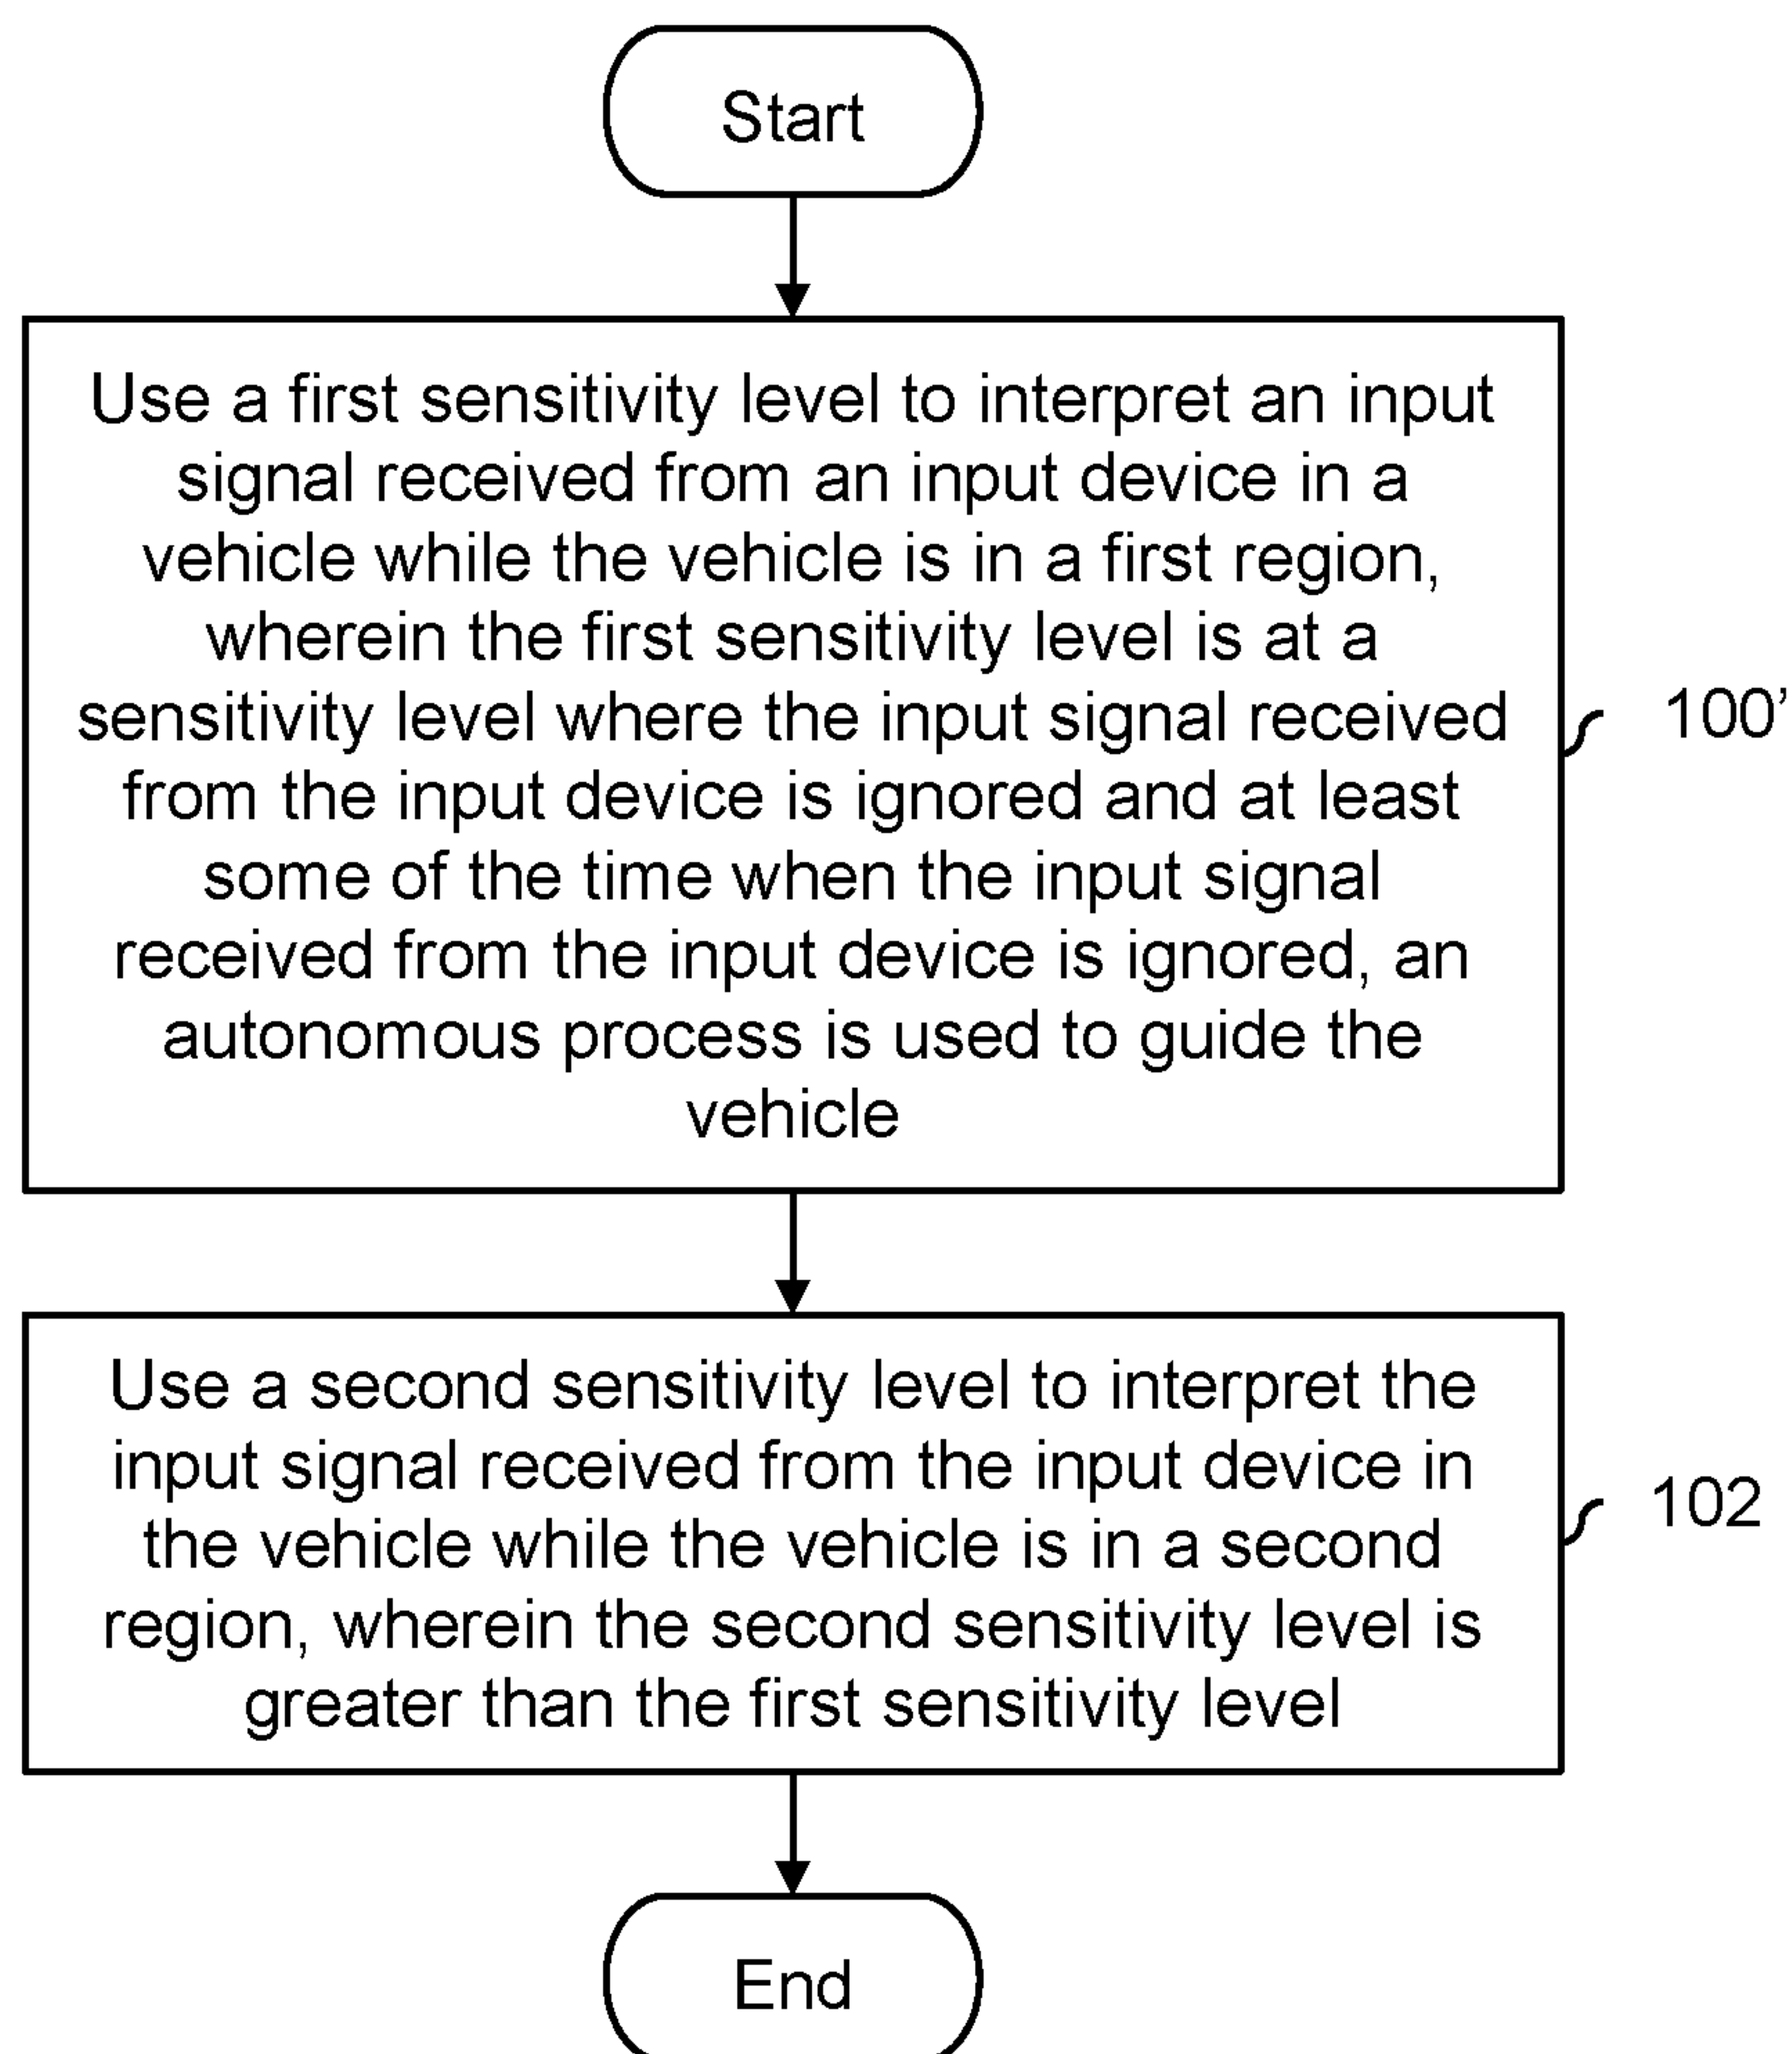 Start
Use a first sensitivity level to interpret an input
signal received from an input device in a
vehicle while the vehicle is in a first region,
wherein the first sensitivity level is at a
sensitivity level where the input signal received
from the input device is ignored and at least
some of the time when the input signal
received from the input device is ignored, an
autonomous process is used to guide the
vehicle
100’
Use a second sensitivity level to interpret the
input signal received from the input device in
the vehicle while the vehicle is in a second
region, wherein the second sensitivity level is
greater than the first sensitivity level
102
End